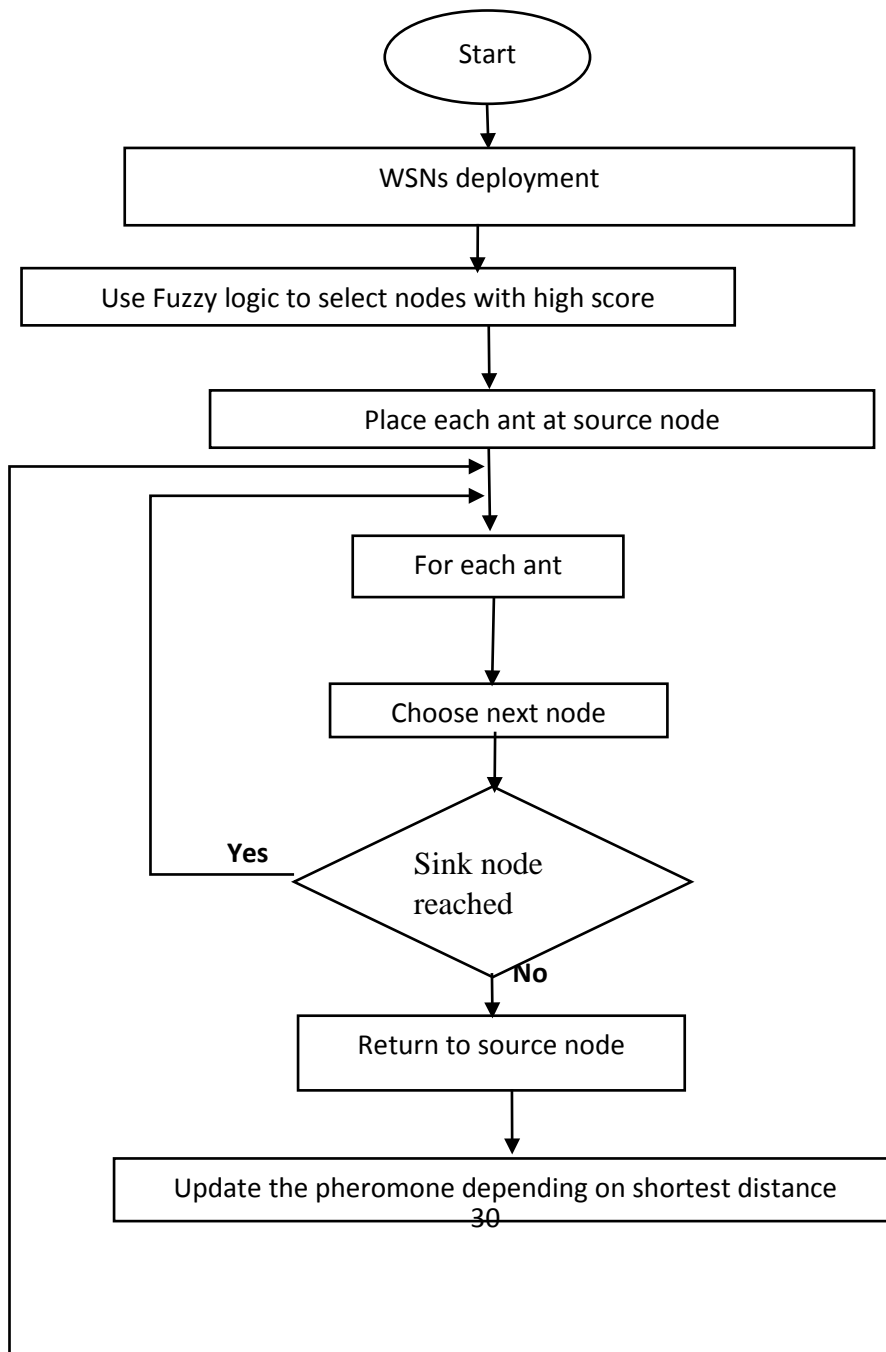 Start
WSNs deployment
Use Fuzzy logic to select nodes with high score
Place each ant at source node
For each ant
Choose next node
Yes
Sink node
reached
No
Return to source node
Update the pheromone depending on shortest distance
30